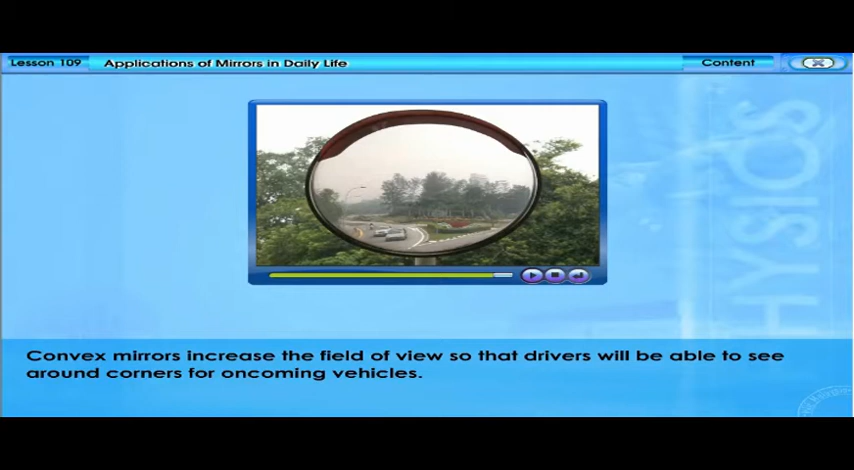 Lesson 109
Applications of Mirrors in Daily Life
Content
PHYSICS
Convex mirrors increase the field of view so that drivers will be able to see
around corners for oncoming vehicles.